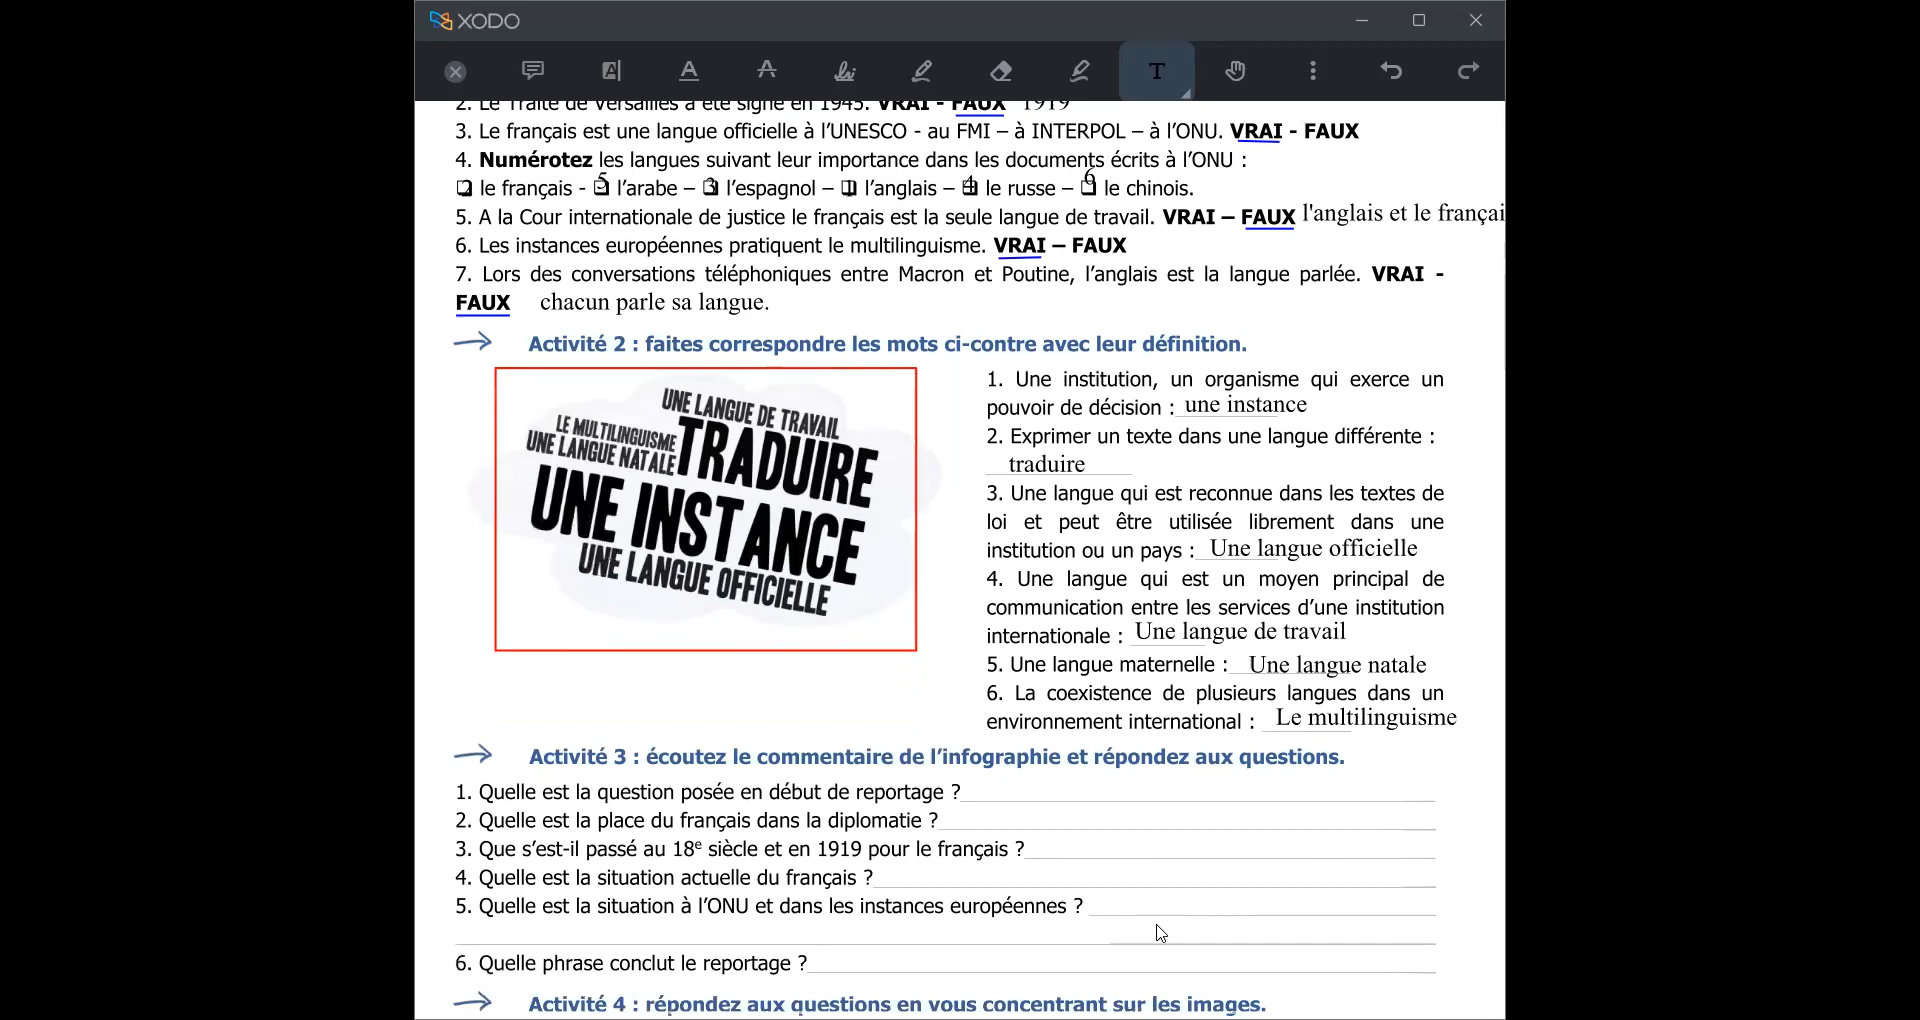 XODO
2. Le Traité de Versailles a été signé en 1945. VRAI - FAUX 1919
3. Le français est une langue officielle à l'UNESCO - au FMI – à INTERPOL – à l'ONU. VRAI - FAUX
4. Numérotez les langues suivant leur importance dans les documents écrits à l'ONU :
2 le français - 5 l'arabe – 3 l'espagnol – 1 l'anglais – 4 le russe – 6 le chinois.
5. A la Cour internationale de justice le français est la seule langue de travail. VRAI – FAUX l'anglais et le françai
6. Les instances européennes pratiquent le multilinguisme. VRAI – FAUX
7. Lors des conversations téléphoniques entre Macron et Poutine, l'anglais est la langue parlée. VRAI -
FAUX chacun parle sa langue.
Activité 2 : faites correspondre les mots ci-contre avec leur définition.
UNE LANGUE DE TRAVAIL
LE MULTILINGUISME
UNE LANGUE NATALE
TRADUIRE
UNE INSTANCE
UNE LANGUE OFFICIELLE
1. Une institution, un organisme qui exerce un
pouvoir de décision : une instance
2. Exprimer un texte dans une langue différente :
traduire
3. Une langue qui est reconnue dans les textes de
loi et peut être utilisée librement dans une
institution ou un pays : Une langue officielle
4. Une langue qui est un moyen principal de
communication entre les services d'une institution
internationale : Une langue de travail
5. Une langue maternelle : Une langue natale
6. La coexistence de plusieurs langues dans un
environnement international : Le multilinguisme
Activité 3 : écoutez le commentaire de l'infographie et répondez aux questions.
1. Quelle est la question posée en début de reportage ?
2. Quelle est la place du français dans la diplomatie ?
3. Que s'est-il passé au 18e siècle et en 1919 pour le français ?
4. Quelle est la situation actuelle du français ?
5. Quelle est la situation à l'ONU et dans les instances européennes ?
6. Quelle phrase conclut le reportage ?
Activité 4 : répondez aux questions en vous concentrant sur les images.